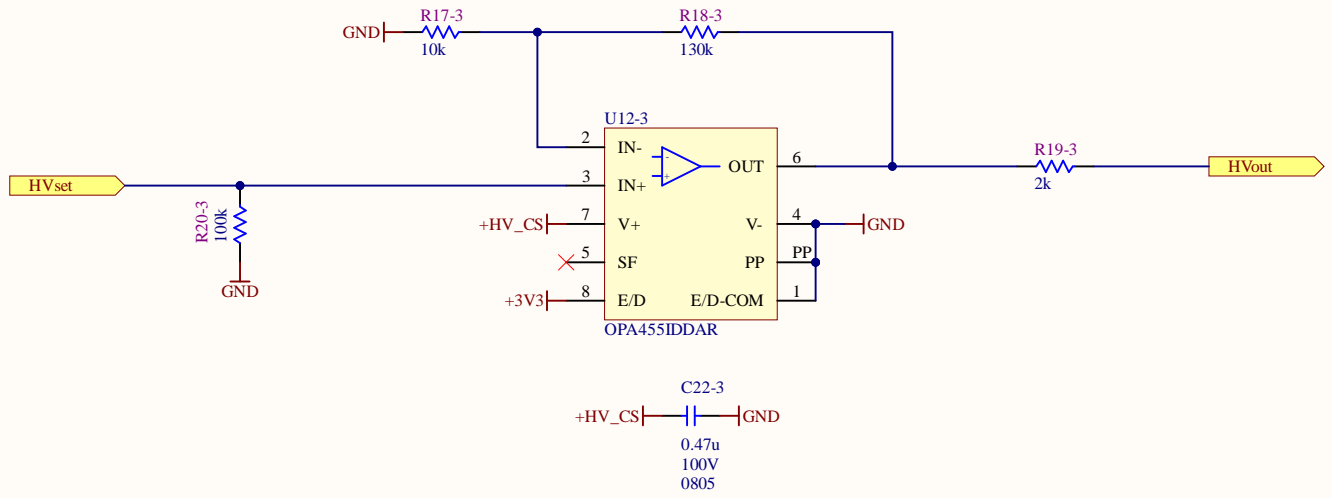 R17-3
R18-3
GND
10k
130k
U12-3
2
IN-
-
OUT
6
R19-3
HVset
3
IN+
+
2k
HVout
R20-3
100k
+HV_CS
7
V+
V-
4
GND
5
SF
PP
PP
GND
+3V3
8
E/D
E/D-COM
1
OPA455IDDAR
C22-3
+HV_CS
GND
0.47u
100V
0805